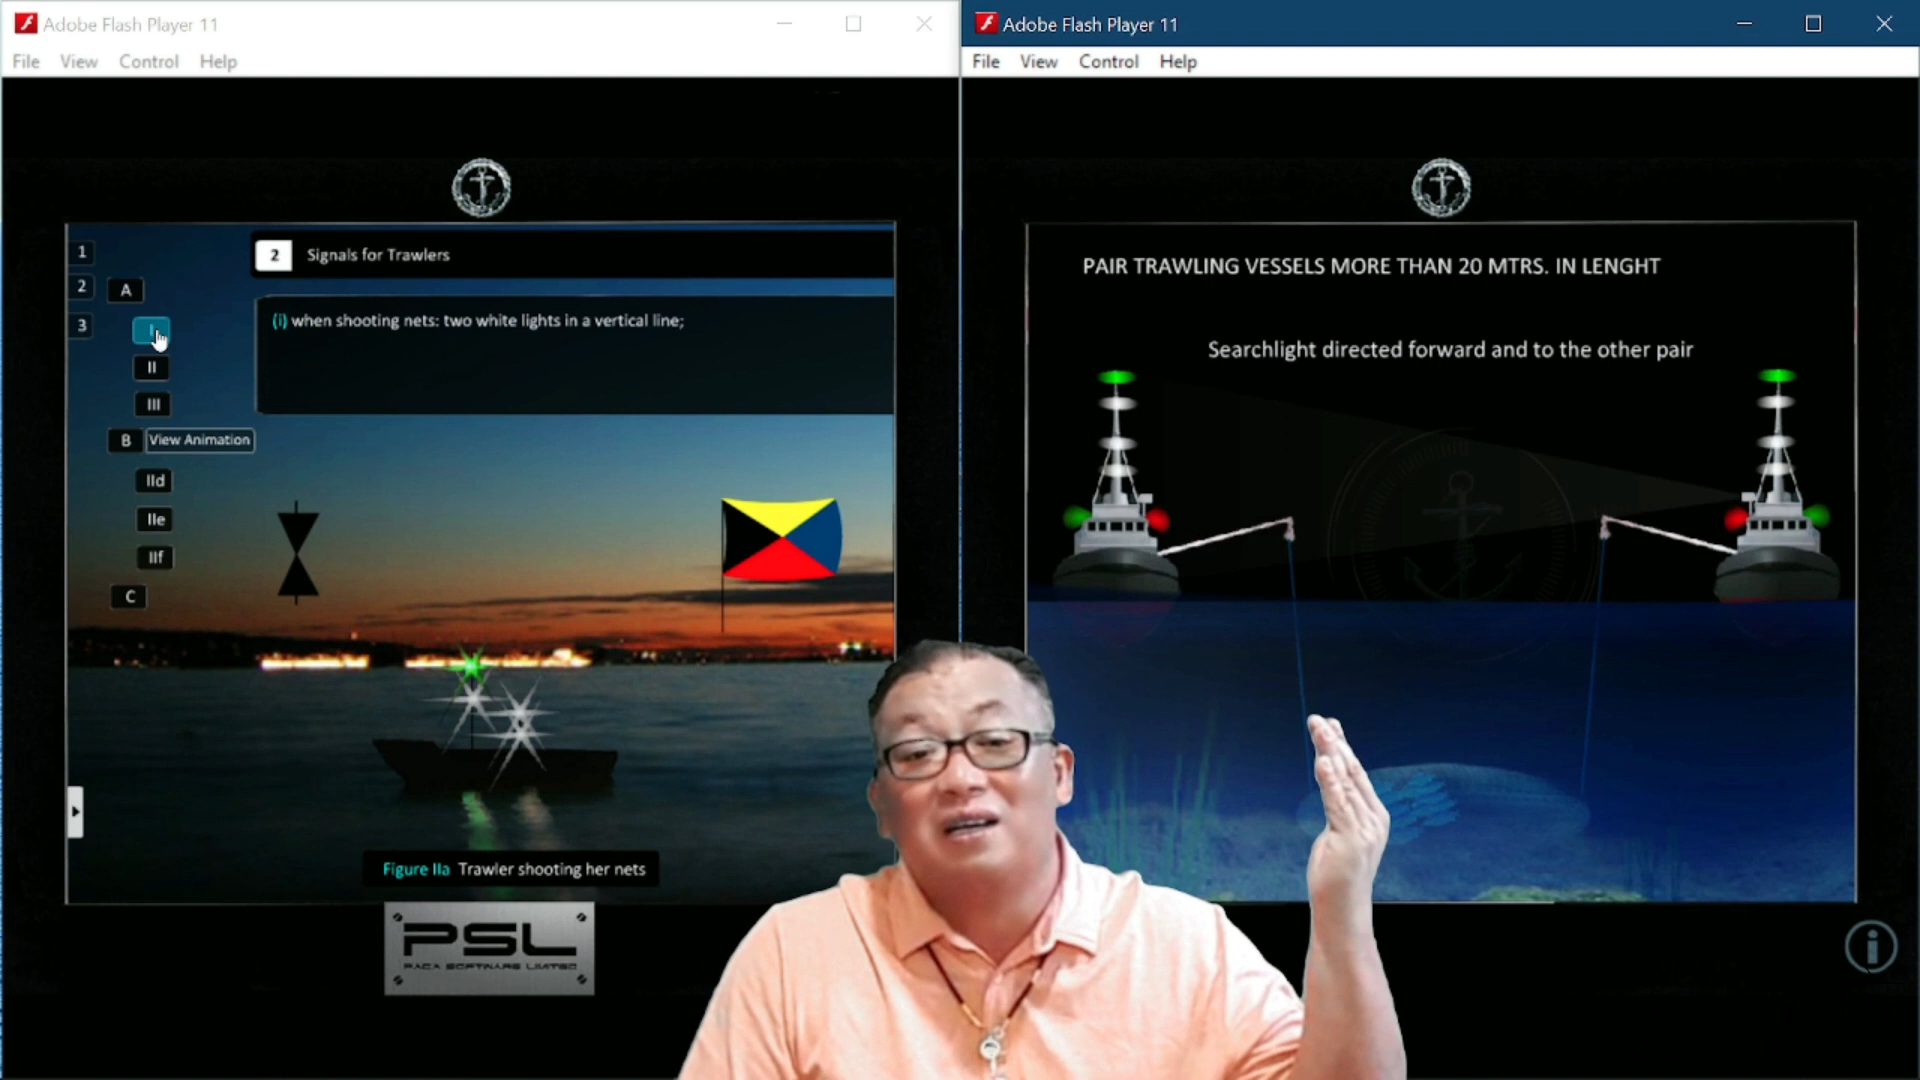 Adobe Flash Player 11
File View Control Help
1
2
3
A
I
II
III
B
View Animation
IId
IIe
IIf
C
2 Signals for Trawlers
(i) when shooting nets: two white lights in a vertical line;
Figure IIa Trawler shooting her nets
PSL
PACA SOFTWARE LIMITED
Adobe Flash Player 11
File View Control Help
PAIR TRAWLING VESSELS MORE THAN 20 MTRS. IN LENGHT
Searchlight directed forward and to the other pair
i